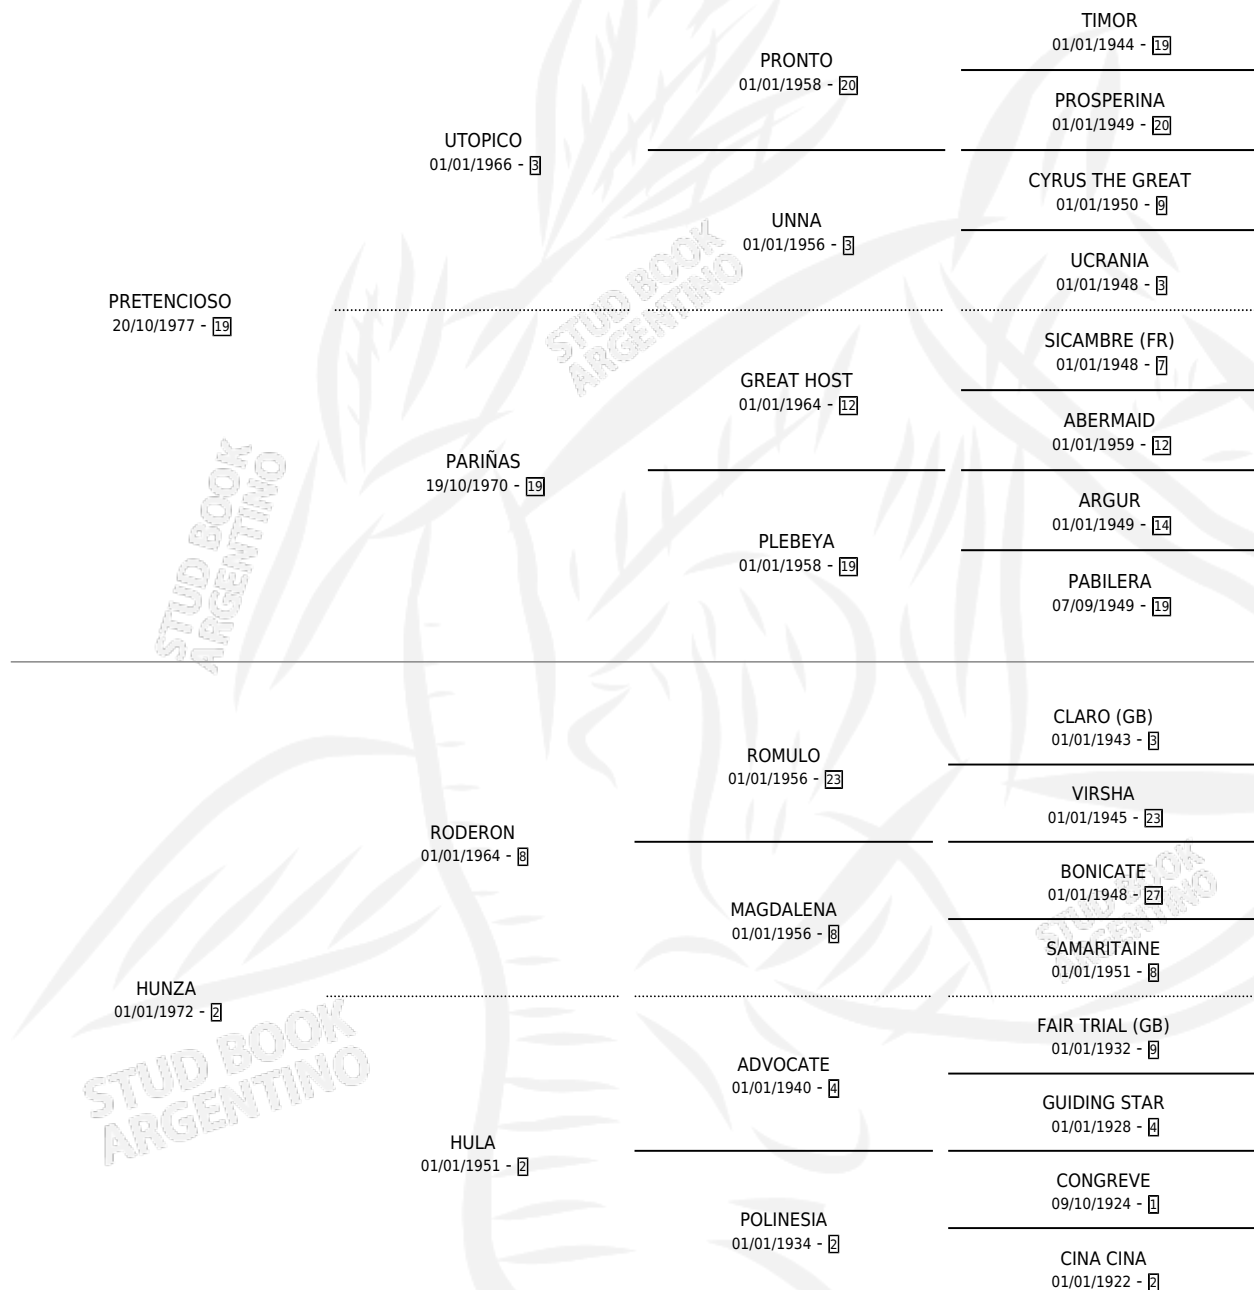 TIMOR
01/01/1944 - 19
PRONTO
01/01/1958 - 20
PROSPERINA
01/01/1949 - 20
UTOPICO
01/01/1966 - 3
CYRUS THE GREAT
01/01/1950 - 9
UNNA
01/01/1956 - 3
UCRANIA
01/01/1948 - 3
PRETENCIOSO
20/10/1977 - 19
SICAMBRE (FR)
01/01/1948 - 7
GREAT HOST
01/01/1964 - 12
ABERMAID
01/01/1959 - 12
PARIÑAS
19/10/1970 - 19
ARGUR
01/01/1949 - 14
PLEBEYA
01/01/1958 - 19
PABILERA
07/09/1949 - 19
CLARO (GB)
01/01/1943 - 3
ROMULO
01/01/1956 - 23
VIRSHA
01/01/1945 - 23
RODERON
01/01/1964 - 8
BONICATE
01/01/1948 - 27
MAGDALENA
01/01/1956 - 8
SAMARITAINE
01/01/1951 - 8
HUNZA
01/01/1972 - 2
FAIR TRIAL (GB)
01/01/1932 - 9
ADVOCATE
01/01/1940 - 4
GUIDING STAR
01/01/1928 - 4
HULA
01/01/1951 - 2
CONGREVE
09/10/1924 - 1
POLINESIA
01/01/1934 - 2
CINA CINA
01/01/1922 - 2
STUD BOOK
ARGENTINO
STUD BOOK
ARGENTINO
STUD BOOK
ARGENTINO
STUD BOOK
ARGENTINO